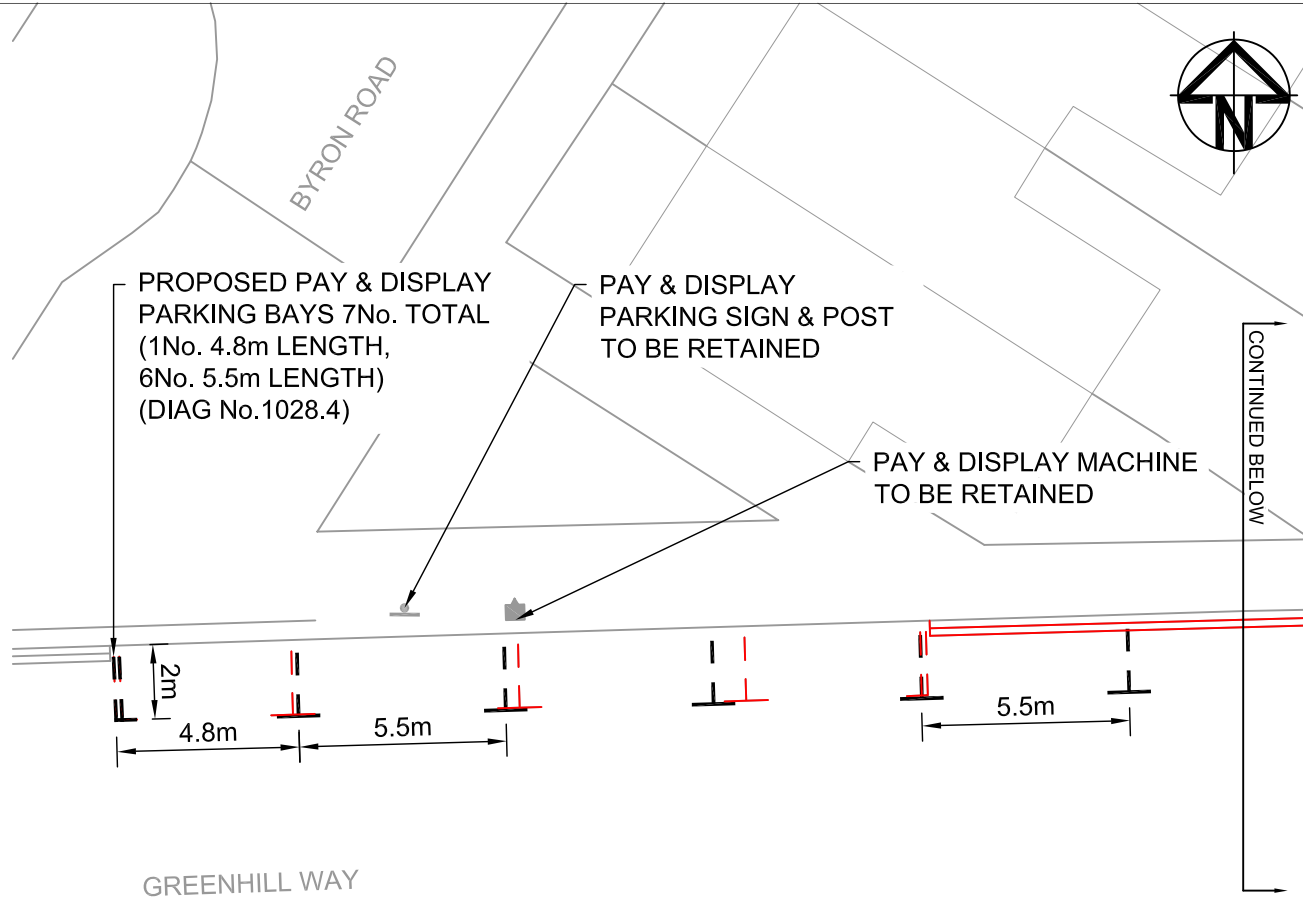 BYRON ROAD
N
PROPOSED PAY & DISPLAY
PARKING BAYS 7No. TOTAL
(1No. 4.8m LENGTH,
6No. 5.5m LENGTH)
(DIAG No.1028.4)
PAY & DISPLAY
PARKING SIGN & POST
TO BE RETAINED
PAY & DISPLAY MACHINE
TO BE RETAINED
CONTINUED BELOW
2m
4.8m
5.5m
5.5m
GREENHILL WAY